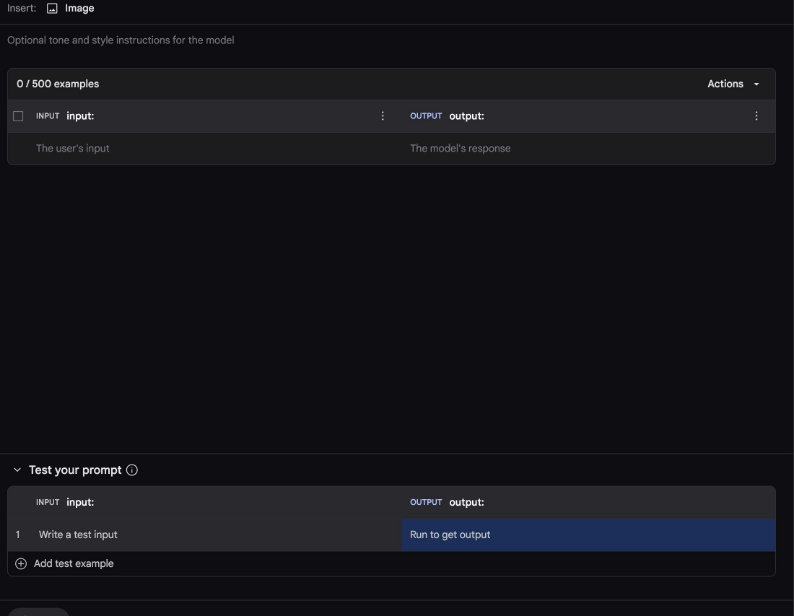 Insert: Image
Optional tone and style instructions for the model
0 / 500 examples Actions
INPUT input: OUTPUT output:
The user's input The model's response
Test your prompt
INPUT input: OUTPUT output:
1 Write a test input Run to get output
Add test example